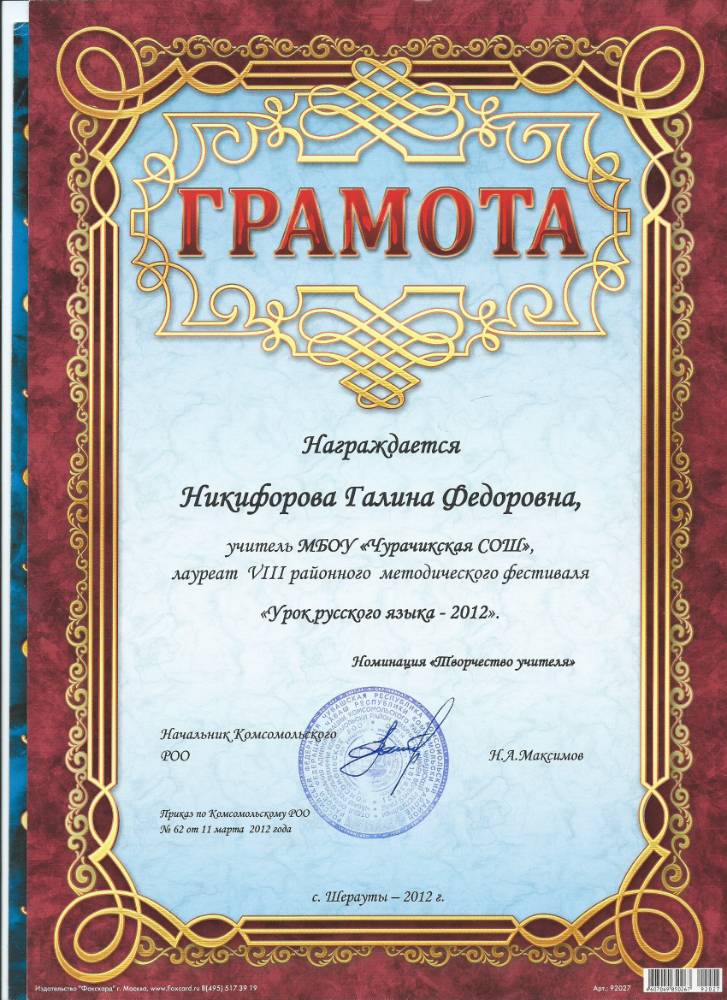 ГРАМОТА
Награждается
Никифорова Галина Федоровна,
учитель МБОУ «Чурачикская СОШ»,
лауреат VIII районного методического фестиваля
«Урок русского языка - 2012».
Номинация «Творчество учителя»
Начальник Комсомольского
РОО
Н.А.Максимов
Приказ по Комсомольскому РОО
№ 62 от 11 марта 2012 года
с. Шерауты – 2012 г.
Издательство "Фокскард" г. Москва, www.Foxcard.ru 8(495) 517 39 19
Арт.: 92027